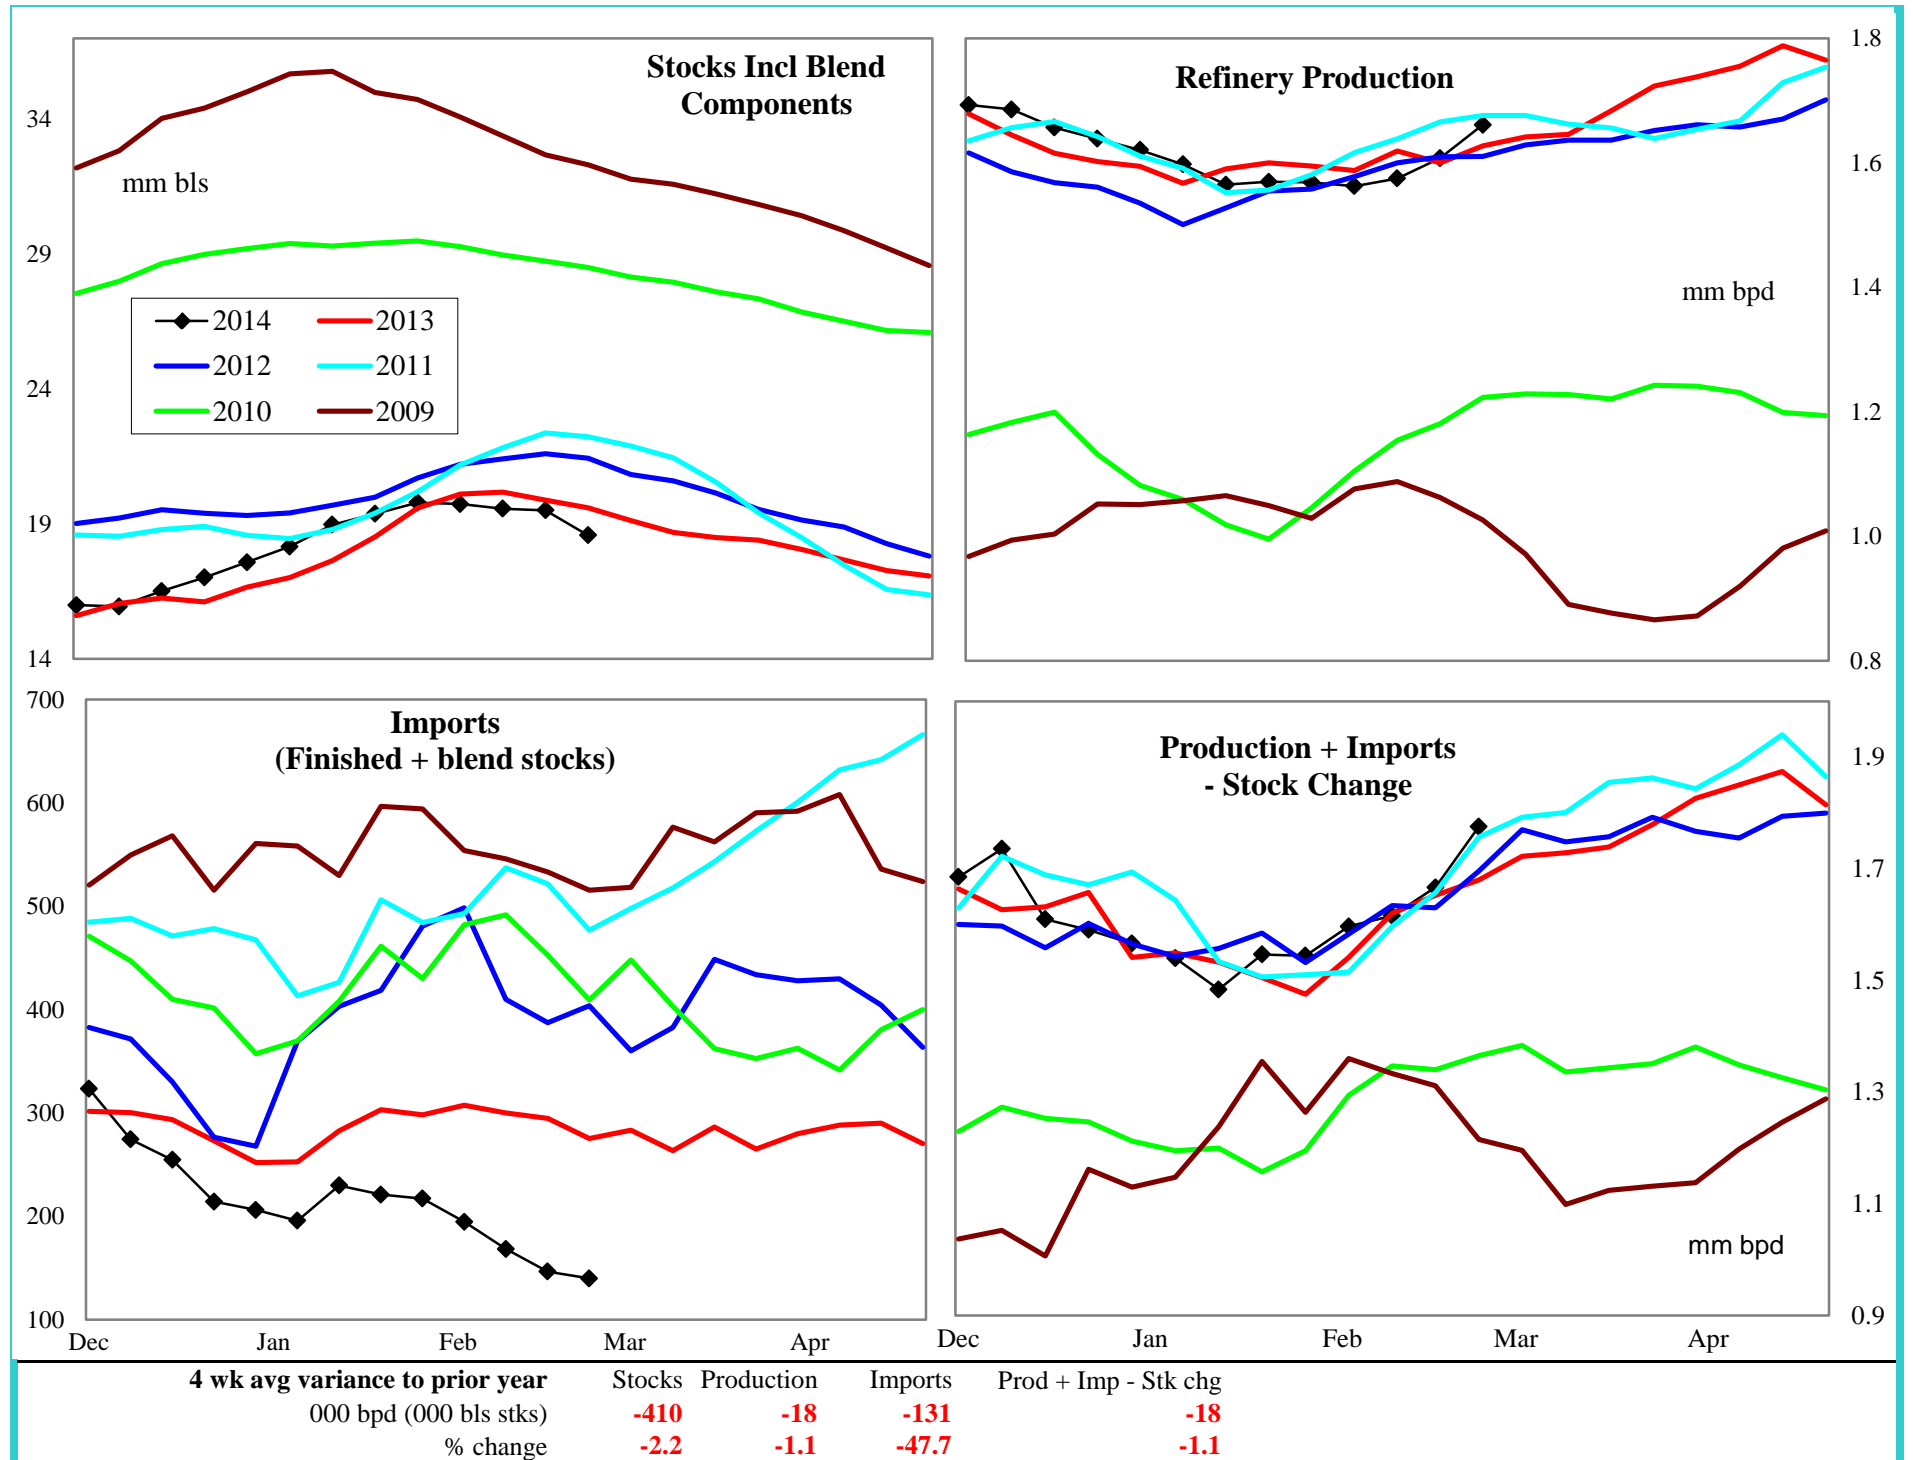 Stocks Incl Blend
Components
34
mm bls
29
2014 2013
2012 2011
2010 2009
24
19
14
Refinery Production
1.8
1.6
mm bpd
1.4
1.2
1.0
0.8
700
Imports
(Finished + blend stocks)
600
500
400
300
200
100
Dec Jan Feb Mar Apr
Production + Imports
- Stock Change
1.9
1.7
1.5
1.3
1.1
mm bpd
0.9
Dec Jan Feb Mar Apr
4 wk avg variance to prior year Stocks Production Imports Prod + Imp - Stk chg
000 bpd (000 bls stks) -410 -18 -131 -18
% change -2.2 -1.1 -47.7 -1.1